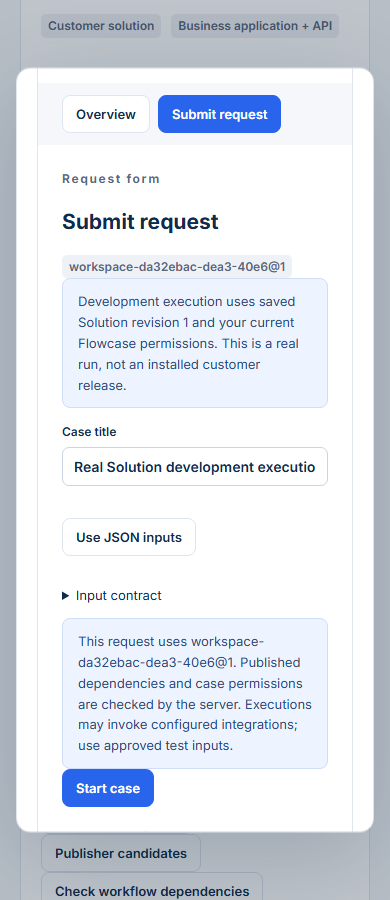 Customer solution
Business application + API
Overview
Submit request
Request form
Submit request
workspace-da32ebac-dea3-40e6@1
Development execution uses saved
Solution revision 1 and your current
Flowcase permissions. This is a real
run, not an installed customer
release.
Case title
Real Solution development executio
Use JSON inputs
Input contract
This request uses workspace-
da32ebac-dea3-40e6@1. Published
dependencies and case permissions
are checked by the server. Executions
may invoke configured integrations;
use approved test inputs.
Start case
Publisher candidates
Check workflow dependencies